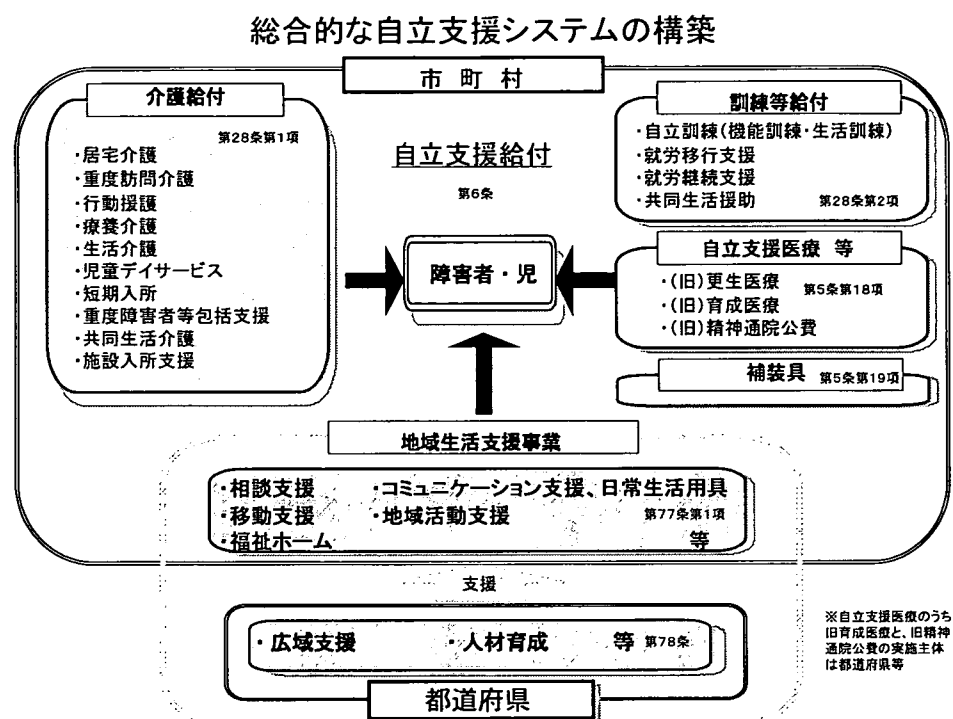 総合的な自立支援システムの構築
市 町 村
介護給付
第28条第1項
・居宅介護
・重度訪問介護
・行動援護
・療養介護
・生活介護
・児童デイサービス
・短期入所
・重度障害者等包括支援
・共同生活介護
・施設入所支援
自立支援給付
第6条
障害者・児
訓練等給付
・自立訓練(機能訓練・生活訓練)
・就労移行支援
・就労継続支援
・共同生活援助 第28条第2項
自立支援医療 等
・(旧)更生医療 第5条第18項
・(旧)育成医療
・(旧)精神通院公費
補装具 第5条第19項
地域生活支援事業
・相談支援 ・コミュニケーション支援、日常生活用具
・移動支援 ・地域活動支援 第77条第1項
・福祉ホーム 等
支援
・広域支援 ・人材育成 等 第78条
都道府県
※自立支援医療のうち
旧育成医療と、旧精神
通院公費の実施主体
は都道府県等